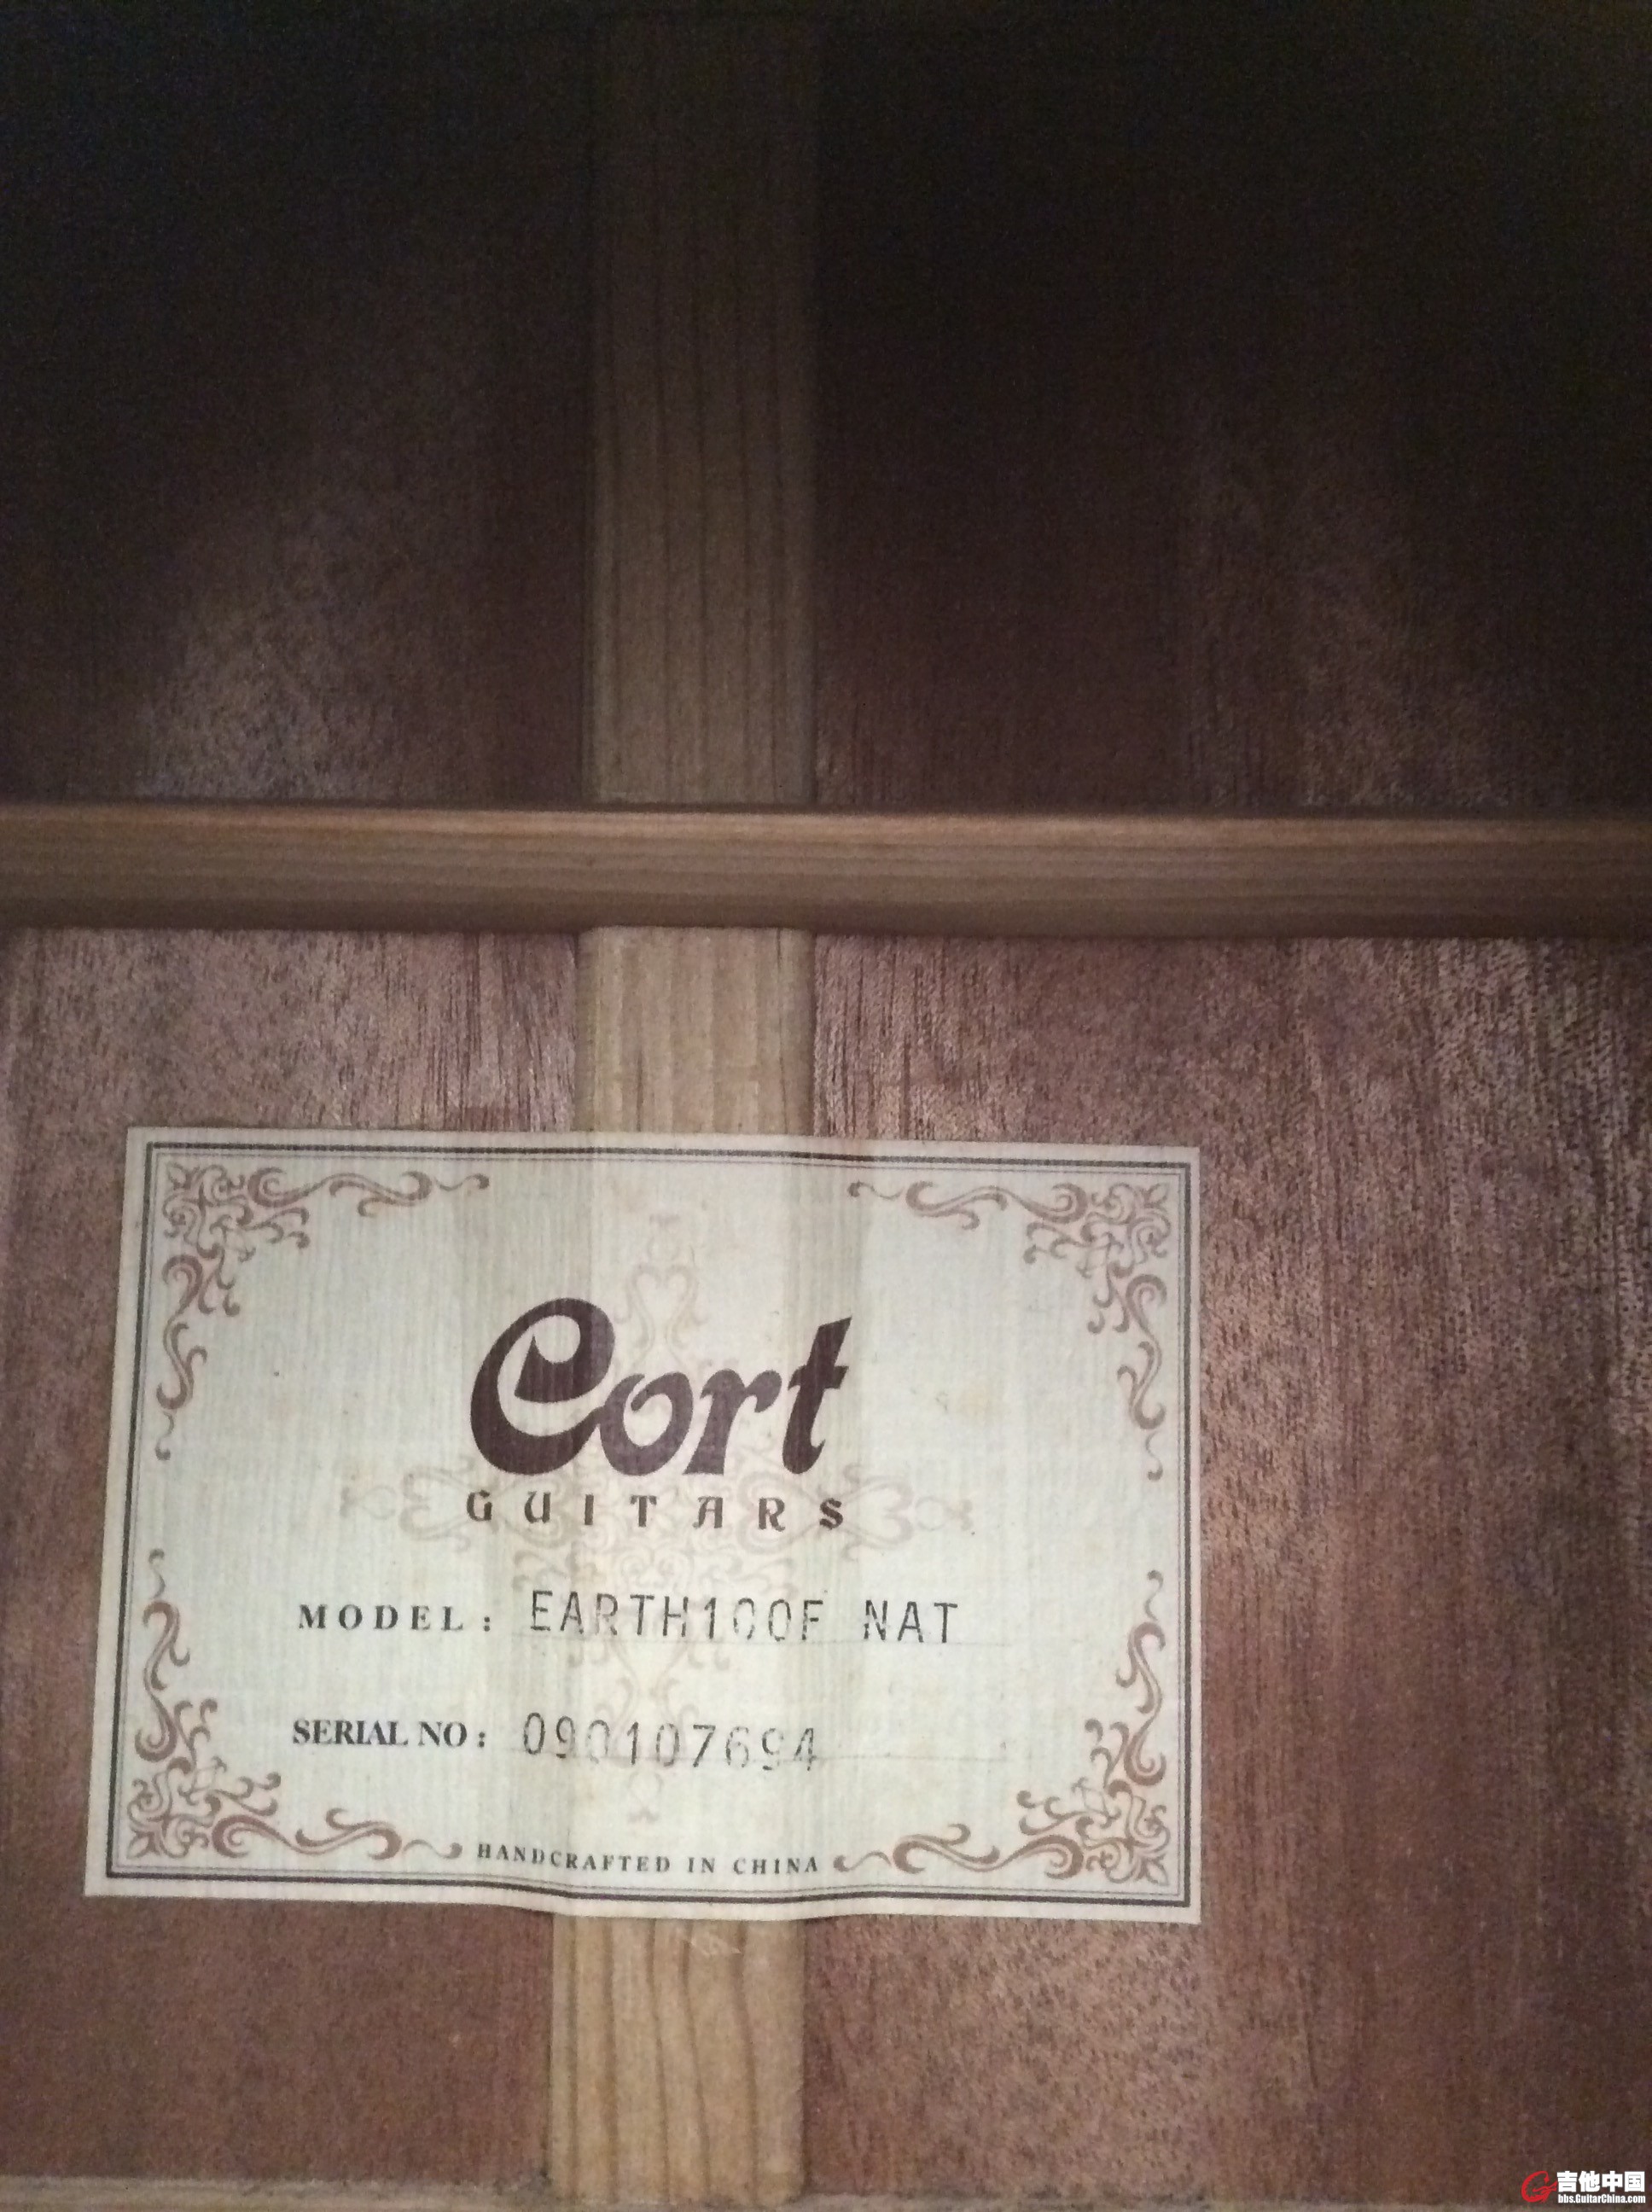 Cort
GUITARS
MODEL: EARTH100F NAT
SERIAL NO: 090107694
HANDCRAFTED IN CHINA
吉他中国
bbs.GuitarChina.com